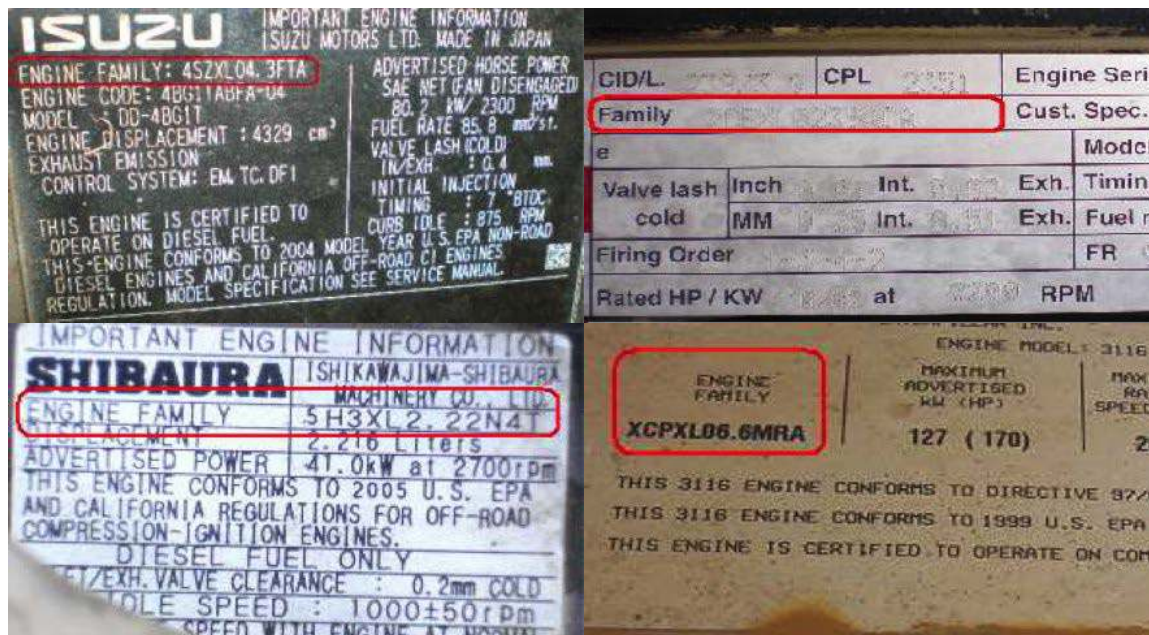 ISUZU
IMPORTANT ENGINE INFORMATION
ISUZU MOTORS LTD. MADE IN JAPAN
ENGINE FAMILY: 4SZXL04.3FTA
ENGINE CODE: 4BG1TABFA-04
MODEL : DD-4BG1T
ENGINE DISPLACEMENT : 4329 cm³
EXHAUST EMISSION
CONTROL SYSTEM: EM, TC, DFI
THIS ENGINE IS CERTIFIED TO
OPERATE ON DIESEL FUEL.
ADVERTISED HORSE POWER
SAE NET (FAN DISENGAGED)
80.2 kW/ 2300 RPM
FUEL RATE 85.8 mm³/st.
VALVE LASH (COLD)
IN/EXH : 0.4 mm.
INITIAL INJECTION
TIMING : 7 °BTDC
CURB IDLE : 875 RPM
THIS ENGINE CONFORMS TO 2004 MODEL YEAR U.S. EPA NON-ROAD
DIESEL ENGINES AND CALIFORNIA OFF-ROAD CI ENGINES
REGULATION. MODEL SPECIFICATION SEE SERVICE MANUAL.
CID/L. CPL Engine Seri
Family Cust. Spec.
e Mode
Valve lash cold Inch Int. Exh. Timin
MM Int. Exh. Fuel r
Firing Order FR
Rated HP / KW at RPM
IMPORTANT ENGINE INFORMATION
SHIBAURA ISHIKAWAJIMA-SHIBAURA
MACHINERY CO., LTD.
ENGINE FAMILY 5H3XL2.22N4T
DISPLACEMENT 2.216 Liters
ADVERTISED POWER 41.0kW at 2700rpm
THIS ENGINE CONFORMS TO 2005 U.S. EPA
AND CALIFORNIA REGULATIONS FOR OFF-ROAD
COMPRESSION-IGNITION ENGINES.
DIESEL FUEL ONLY
ET/EXH. VALVE CLEARANCE : 0.2mm COLD
DLE SPEED : 1000±50rpm
SPEED WITH ENGINE AT NORMAL
INC.
ENGINE MODEL: 3116
ENGINE
FAMILY
XCPXL06.6MRA
MAXIMUM
ADVERTISED
kW (HP)
127 (170)
MAX
RA
SPEED
2
THIS 3116 ENGINE CONFORMS TO DIRECTIVE 97/
THIS 3116 ENGINE CONFORMS TO 1999 U.S. EPA
THIS ENGINE IS CERTIFIED TO OPERATE ON COM